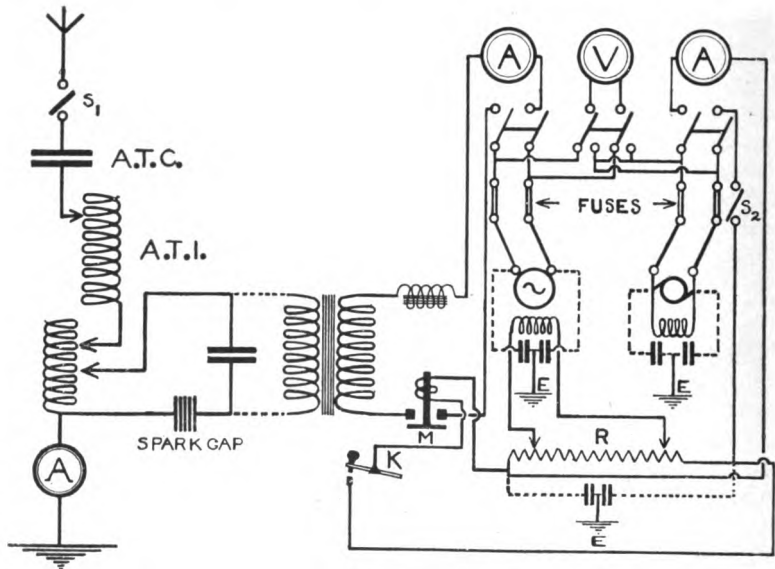 A V A
S1
A.T.C.
FUSES
S2
A.T.I.
E E
SPARK GAP
M
R
K
A
E